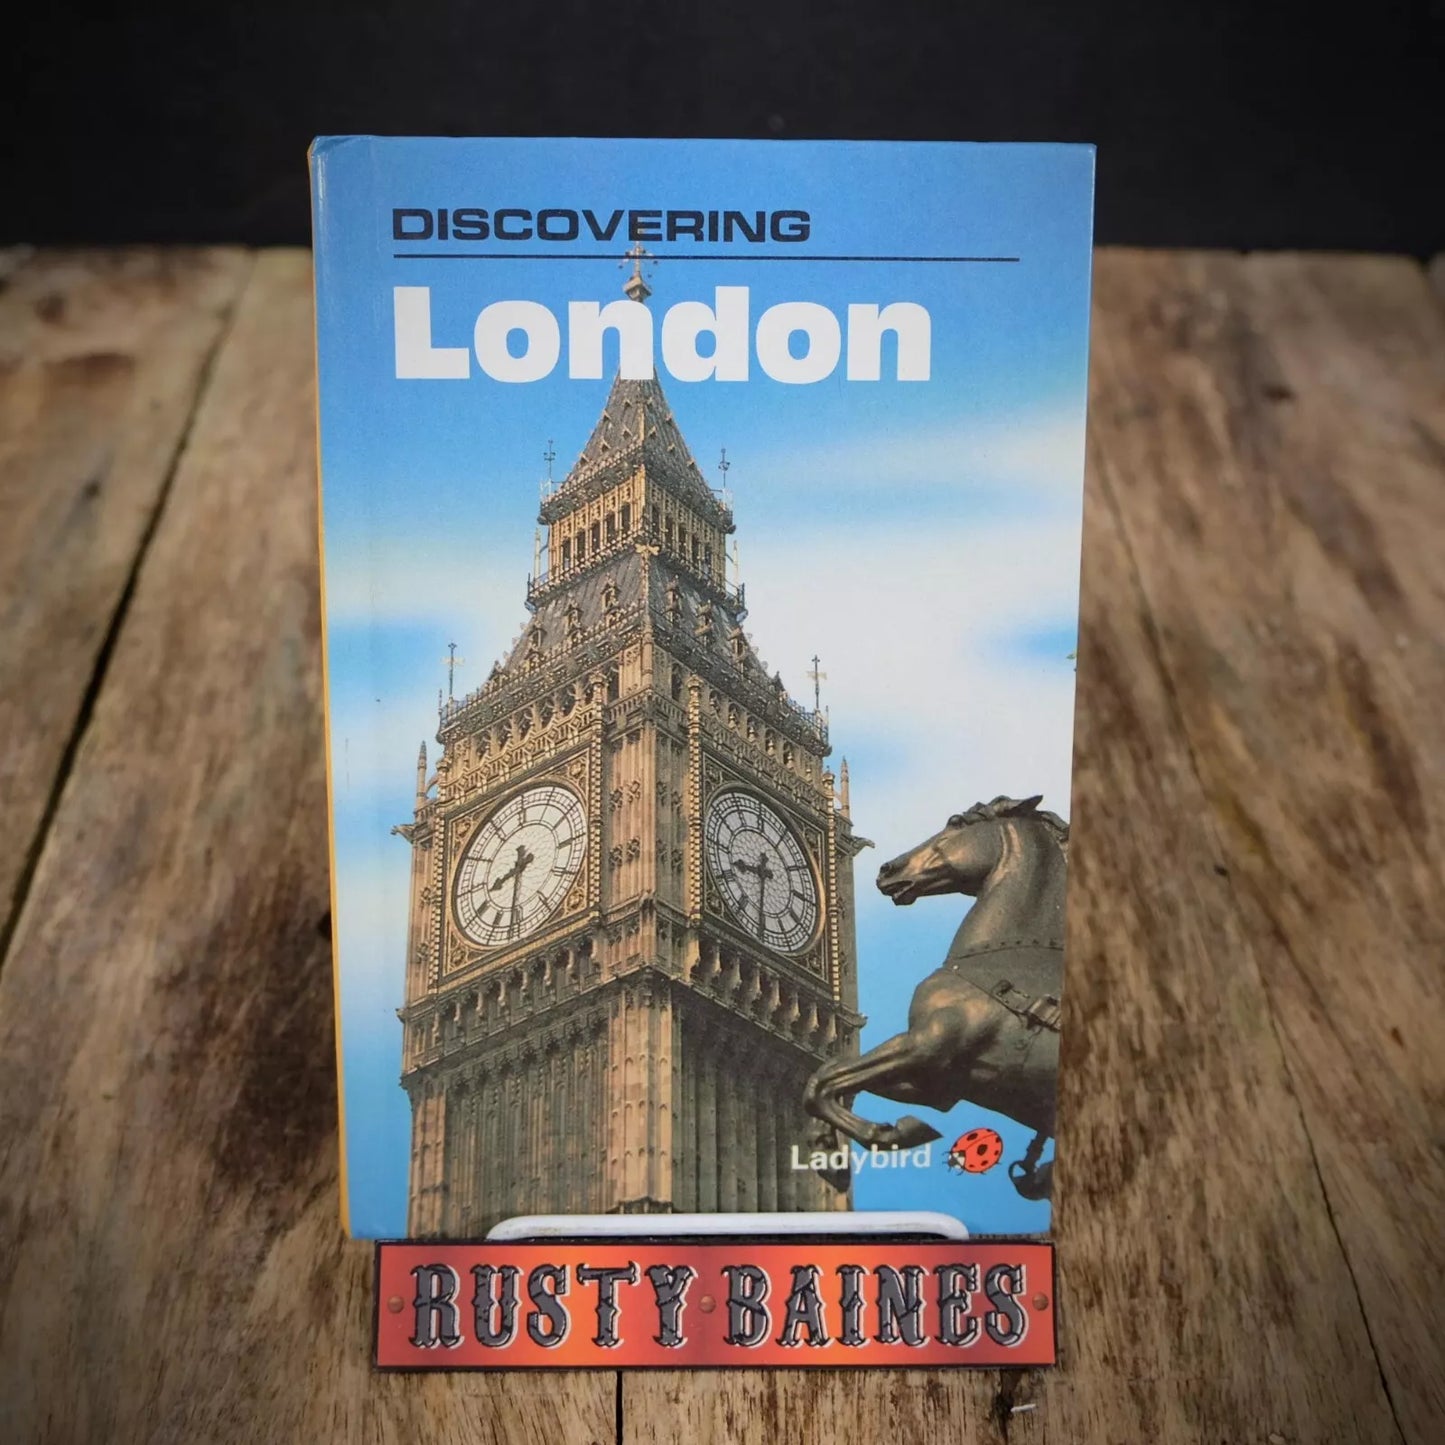 DISCOVERING
London
Ladybird
RUSTY BAINES